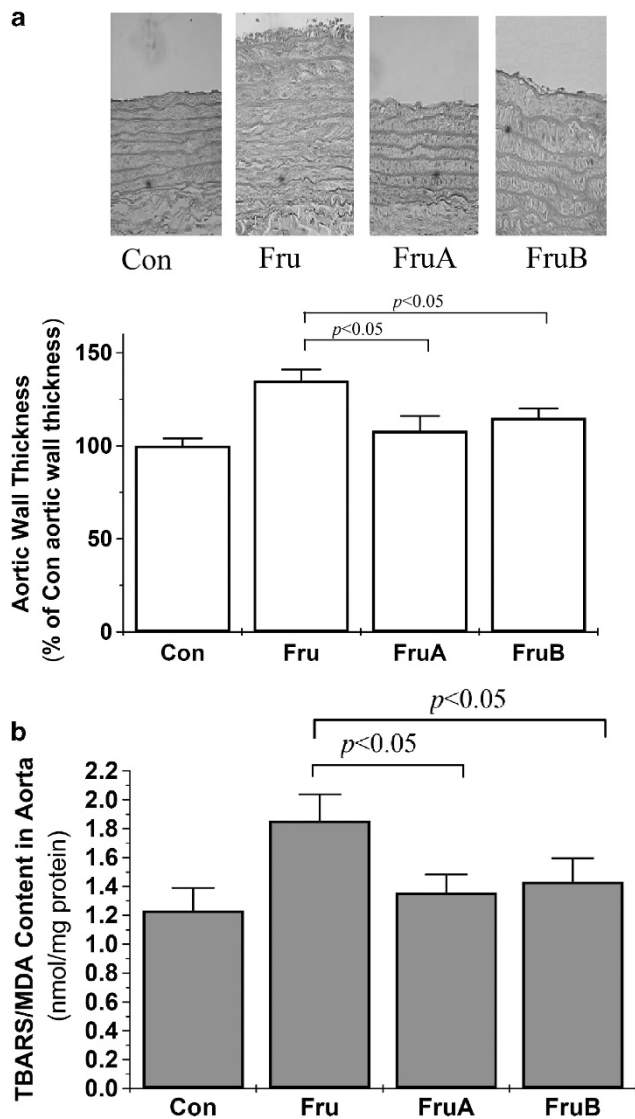 a
Con Fru FruA FruB
p<0.05
p<0.05
Aortic Wall Thickness
(% of Con aortic wall thickness)
150
100
50
0
Con Fru FruA FruB
b
p<0.05
p<0.05
TBARS/MDA Content in Aorta
(nmol/mg protein)
2.2
2.0
1.8
1.6
1.4
1.2
1.0
0.8
0.6
0.4
0.2
0.0
Con Fru FruA FruB